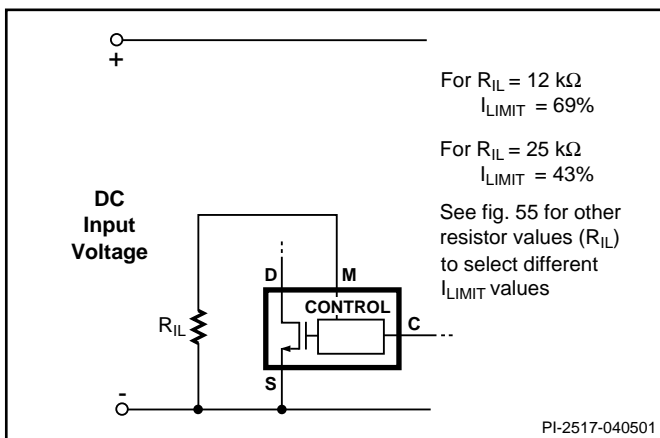 +
For R_IL = 12 kΩ
I_LIMIT = 69%
For R_IL = 25 kΩ
I_LIMIT = 43%
See fig. 55 for other
resistor values (R_IL)
to select different
I_LIMIT values
DC
Input
Voltage
D
M
CONTROL
C
R_IL
S
-
PI-2517-040501